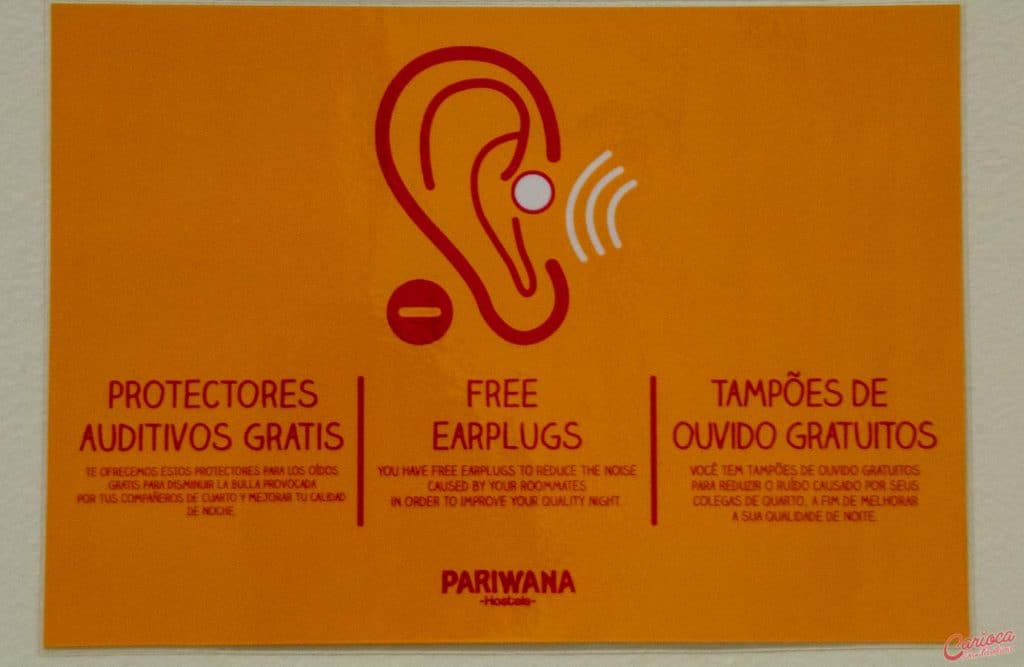 PROTECTORES
AUDITIVOS GRATIS
TE OFRECEMOS ESTOS PROTECTORES PARA LOS OÍDOS
GRATIS PARA DISMINUIR LA BULLA PROVOCADA
POR TUS COMPAÑEROS DE CUARTO Y MEJORAR TU CALIDAD
DE NOCHE.
FREE
EARPLUGS
YOU HAVE FREE EARPLUGS TO REDUCE THE NOISE
CAUSED BY YOUR ROOMMATES
IN ORDER TO IMPROVE YOUR QUALITY NIGHT.
TAMPÕES DE
OUVIDO GRATUITOS
VOCÊ TEM TAMPÕES DE OUVIDO GRATUITOS
PARA REDUZIR O RUÍDO CAUSADO POR SEUS
COLEGAS DE QUARTO, A FIM DE MELHORAR
A SUA QUALIDADE DE NOITE.
PARIWANA
-Hostels-
Carioca